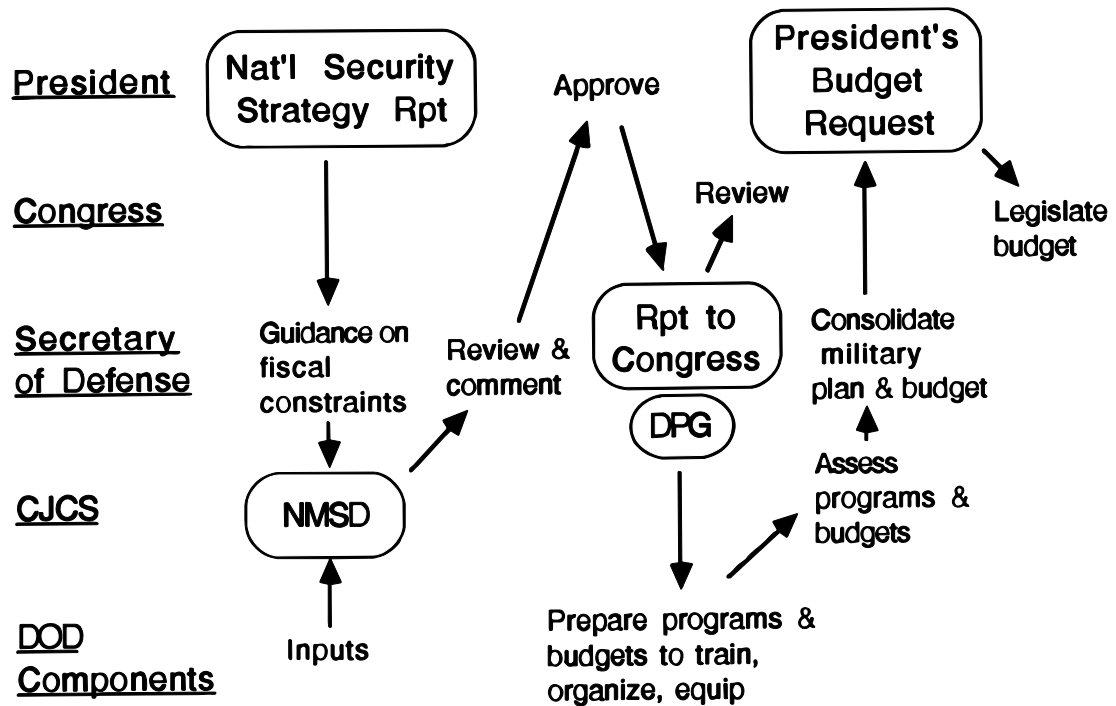 President
Nat'l Security
Strategy Rpt
Approve
President's
Budget
Request
Congress
Review
Legislate
budget
Secretary
of Defense
Guidance on
fiscal
constraints
Review &
comment
Rpt to
Congress
DPG
Consolidate
military
plan & budget
CJCS
NMSD
Assess
programs &
budgets
DOD
Components
Inputs
Prepare programs &
budgets to train,
organize, equip